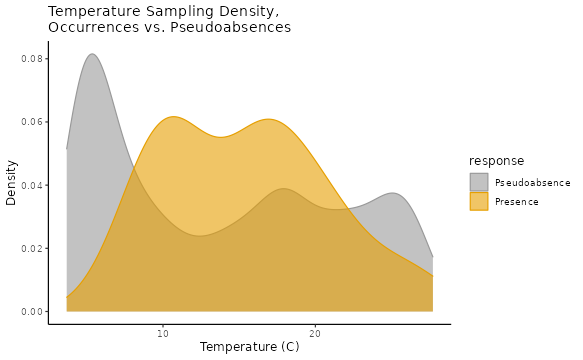 Temperature Sampling Density,
Occurrences vs. Pseudoabsences
0.08
0.06
0.04
0.02
0.00
Density
10
20
Temperature (C)
response
Pseudoabsence
Presence